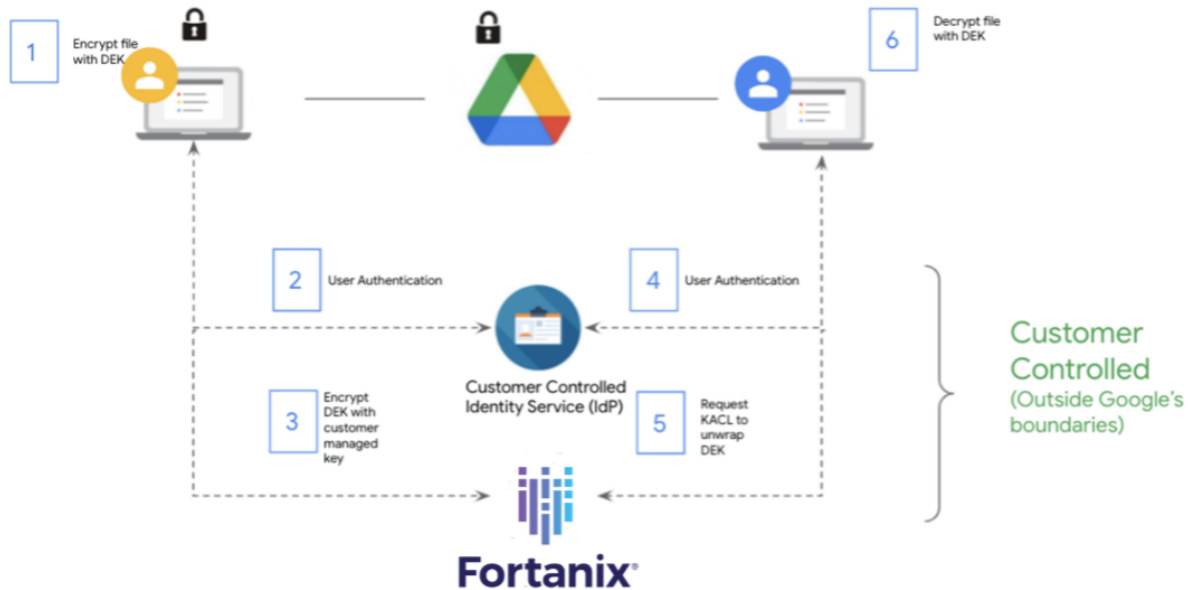 1
Encrypt file
with DEK
6
Decrypt file
with DEK
2
User Authentication
4
User Authentication
Customer Controlled
Identity Service (IdP)
3
Encrypt
DEK with
customer
managed
key
5
Request
KACL to
unwrap
DEK
Customer
Controlled
(Outside Google's
boundaries)
Fortanix®